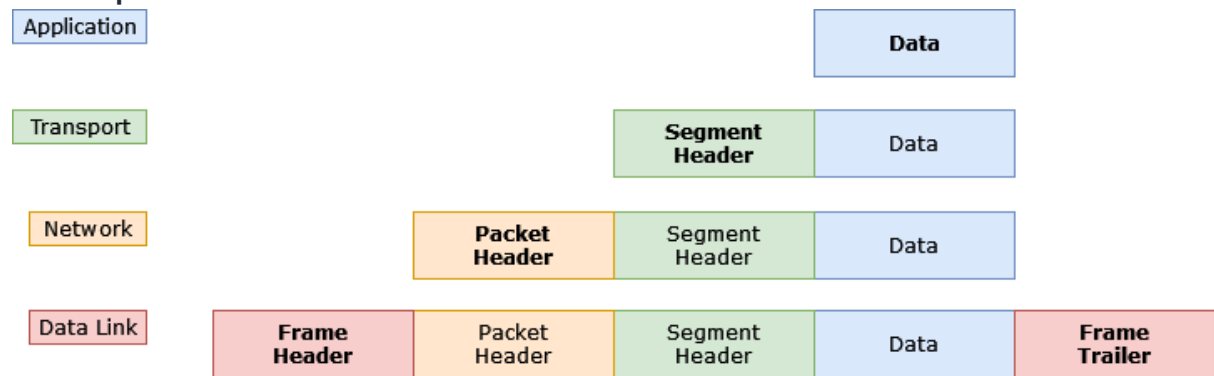 Application
Data
Transport
Segment
Header
Data
Network
Packet
Header
Segment
Header
Data
Data Link
Frame
Header
Packet
Header
Segment
Header
Data
Frame
Trailer